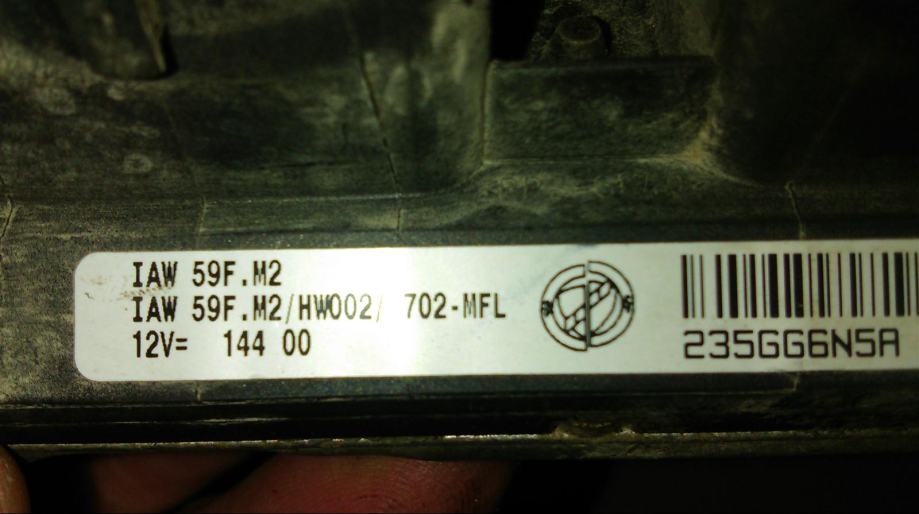 IAW 59F.M2
IAW 59F.M2/HW002/ 702-MFL
12V= 144 00
235GG6N5A